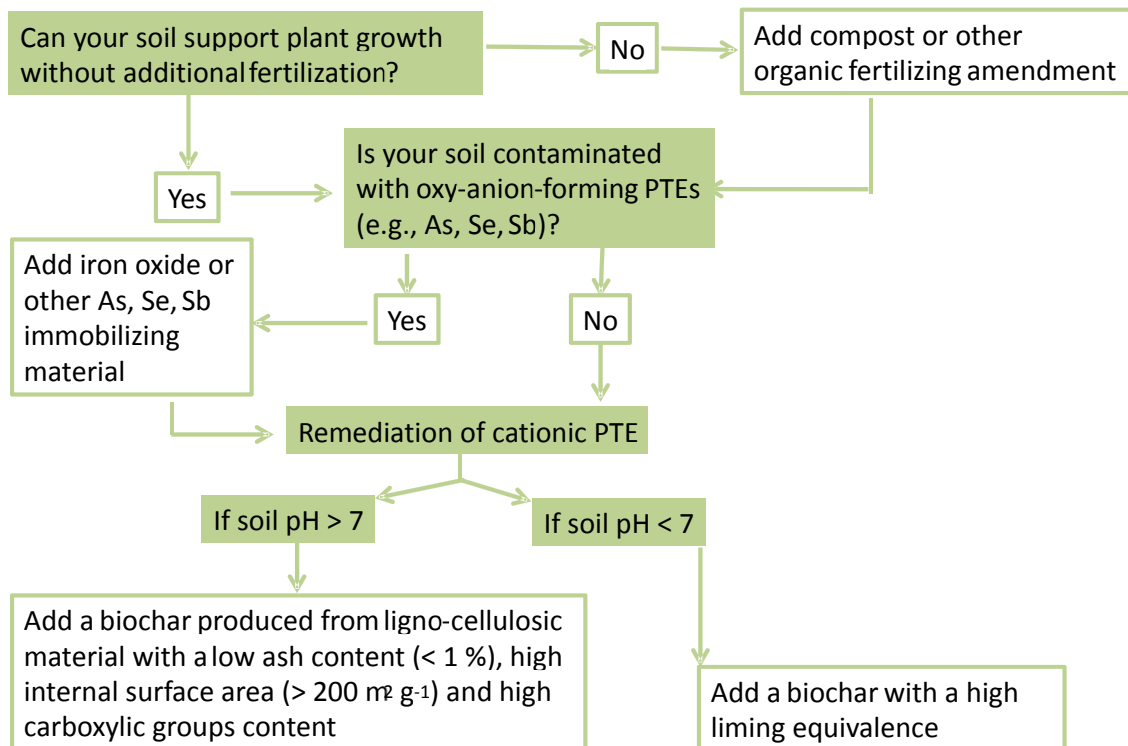 Can your soil support plant growth
without additional fertilization?
No
Add compost or other
organic fertilizing amendment
Is your soil contaminated
with oxy-anion-forming PTEs
(e.g., As, Se, Sb)?
Yes
Add iron oxide or
other As, Se, Sb
immobilizing
material
Yes
No
Remediation of cationic PTE
If soil pH > 7
If soil pH < 7
Add a biochar produced from ligno-cellulosic
material with a low ash content (< 1 %), high
internal surface area (> 200 m² g⁻¹) and high
carboxylic groups content
Add a biochar with a high
liming equivalence